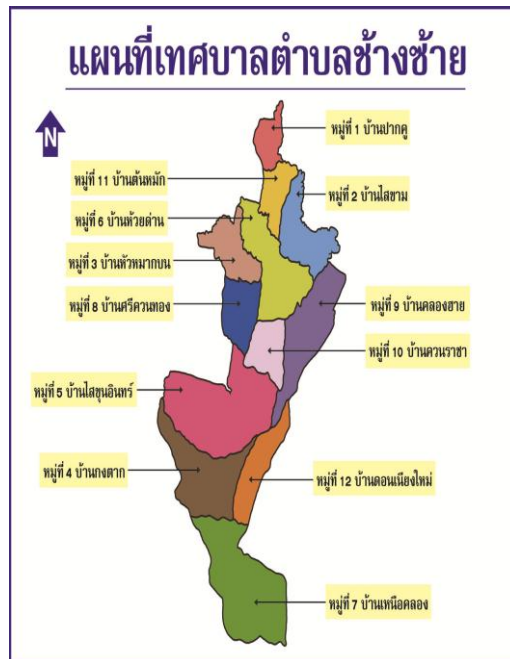 แผนที่เทศบาลตำบลช้างซ้าย
N
หมู่ที่ 1 บ้านปากคู
หมู่ที่ 11 บ้านต้นหมัก
หมู่ที่ 2 บ้านไสขาม
หมู่ที่ 6 บ้านห้วยด่าน
หมู่ที่ 3 บ้านหัวหมากบน
หมู่ที่ 8 บ้านศรีควนทอง
หมู่ที่ 9 บ้านคลองฮาย
หมู่ที่ 10 บ้านควนราชา
หมู่ที่ 5 บ้านไสขุนอินทร์
หมู่ที่ 4 บ้านกงตาก
หมู่ที่ 12 บ้านดอนเนียงใหม่
หมู่ที่ 7 บ้านเหนือคลอง